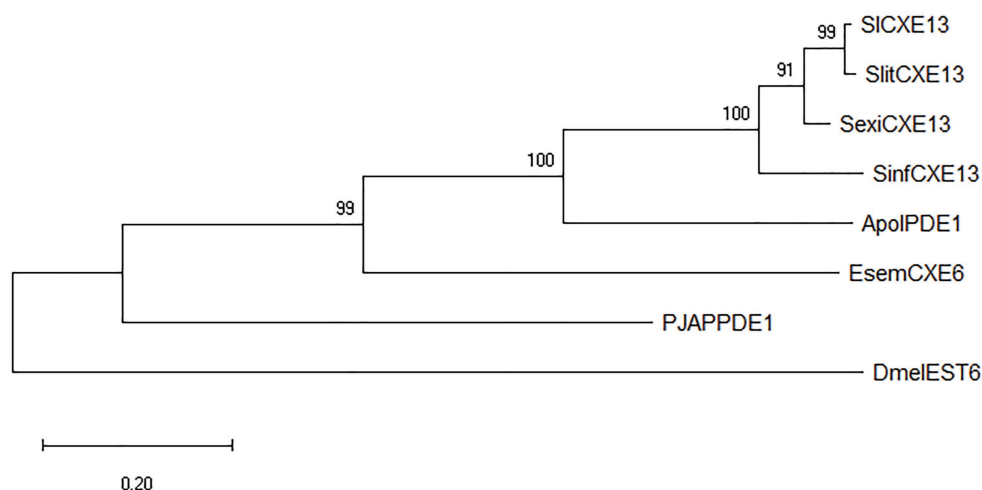 99
SlCXE13
SlitCXE13
91
SexiCXE13
100
SinfCXE13
100
ApolPDE1
99
EsemCXE6
PJAPPDE1
DmelEST6
0.20